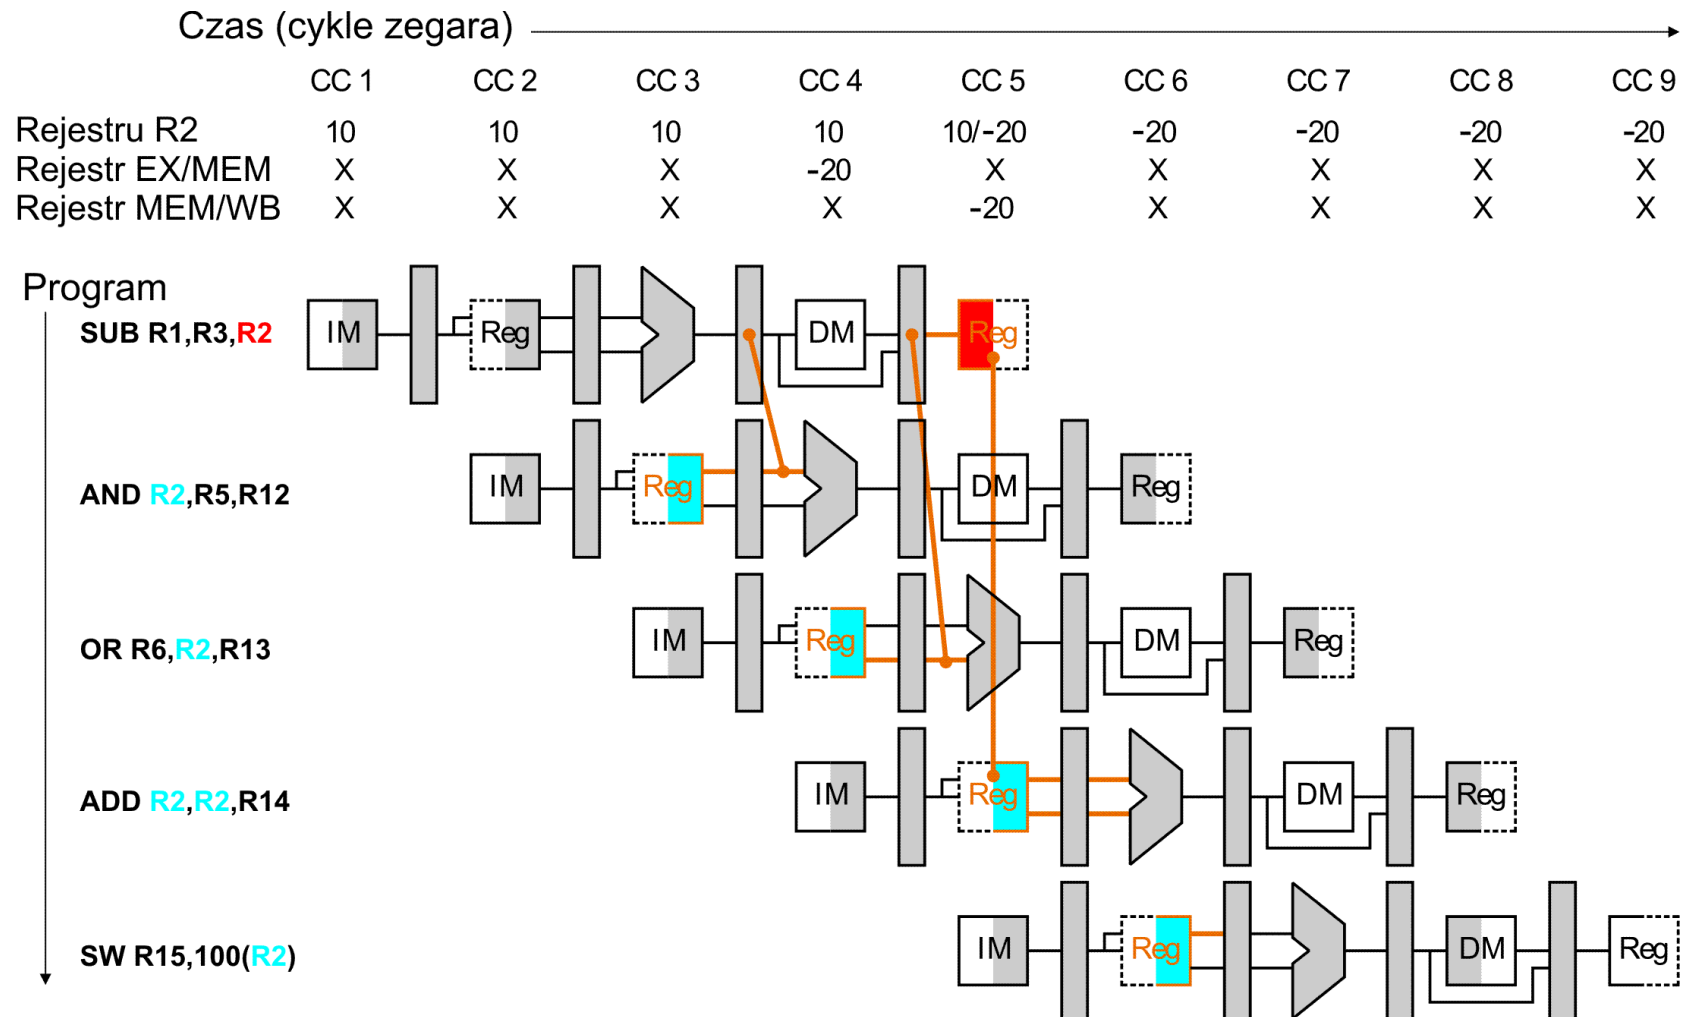 Czas (cykle zegara)
CC 1 CC 2 CC 3 CC 4 CC 5 CC 6 CC 7 CC 8 CC 9
Rejestru R2 10 10 10 10 10/-20 -20 -20 -20 -20
Rejestr EX/MEM X X X -20 X X X X X
Rejestr MEM/WB X X X X -20 X X X X
Program
SUB R1,R3,R2 IM Reg DM Reg
AND R2,R5,R12 IM Reg DM Reg
OR R6,R2,R13 IM Reg DM Reg
ADD R2,R2,R14 IM Reg DM Reg
SW R15,100(R2) IM Reg DM Reg